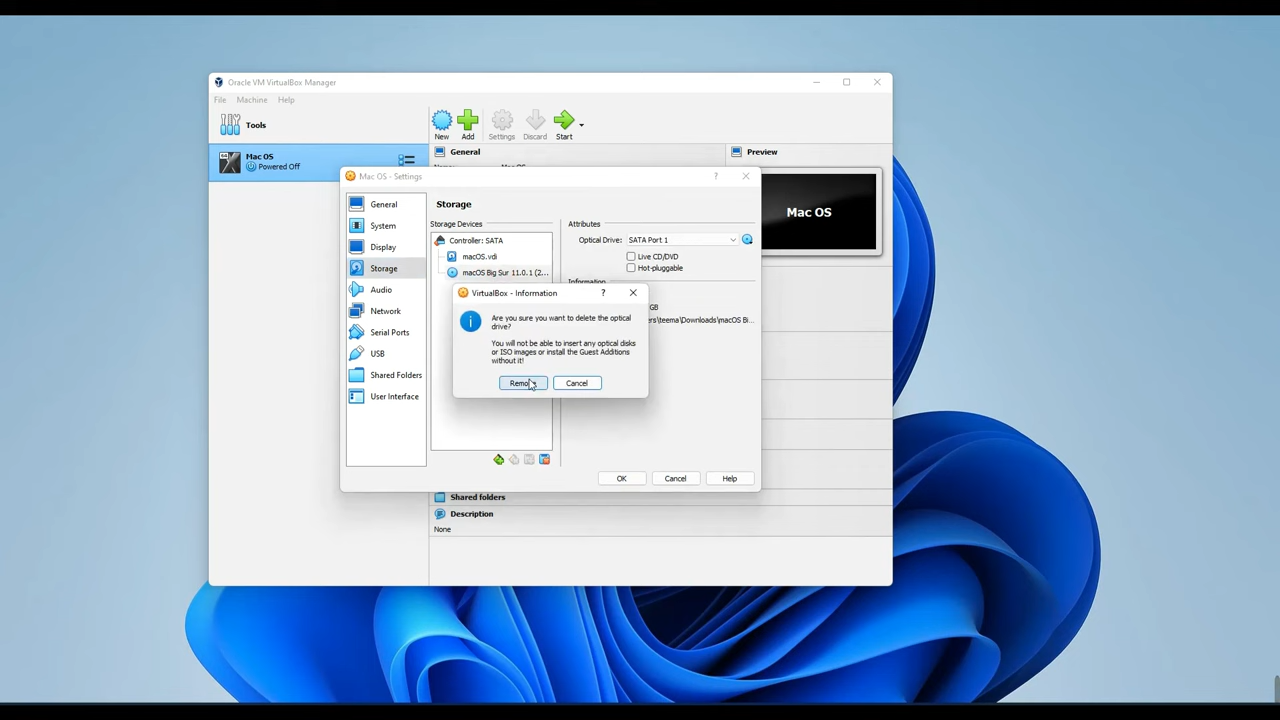 Oracle VM VirtualBox Manager
File Machine Help
Tools
New Add Settings Discard Start
Mac OS
Powered Off
General
Preview
Mac OS
Mac OS - Settings
?
General
System
Display
Storage
Audio
Network
Serial Ports
USB
Shared Folders
User Interface
Storage
Storage Devices
Controller: SATA
macOS.vdi
macOS Big Sur 11.0.1 (2...
Attributes
Optical Drive: SATA Port 1
Live CD/DVD
Hot-pluggable
Information
GB
ers\teema\Downloads\macOS Bi...
VirtualBox - Information
?
Are you sure you want to delete the optical
drive?
You will not be able to insert any optical disks
or ISO images or install the Guest Additions
without it!
Remove Cancel
OK Cancel Help
Shared folders
Description
None